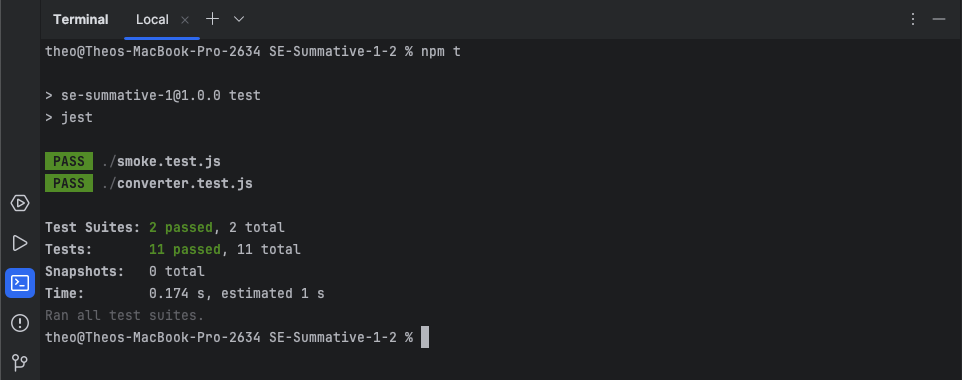 Terminal Local
theo@Theos-MacBook-Pro-2634 SE-Summative-1-2 % npm t
> se-summative-1@1.0.0 test
> jest
PASS ./smoke.test.js
PASS ./converter.test.js
Test Suites: 2 passed, 2 total
Tests: 11 passed, 11 total
Snapshots: 0 total
Time: 0.174 s, estimated 1 s
Ran all test suites.
theo@Theos-MacBook-Pro-2634 SE-Summative-1-2 %